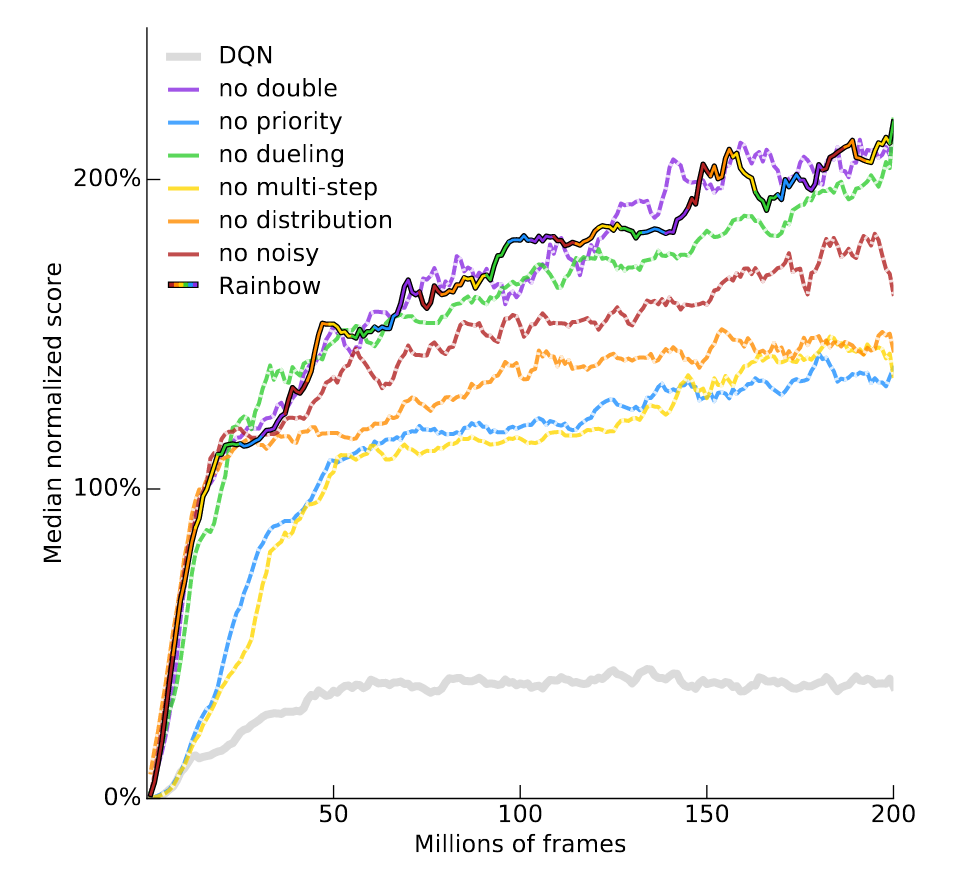 DQN
no double
no priority
no dueling
no multi-step
no distribution
no noisy
Rainbow
Median normalized score
200%
100%
0%
50
100
150
200
Millions of frames